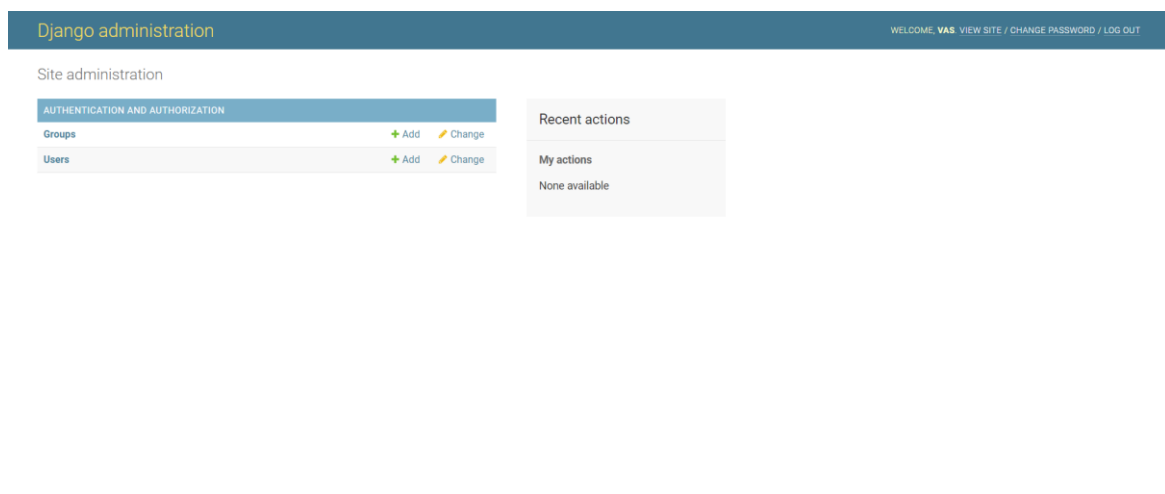 Django administration
WELCOME, VAS. VIEW SITE / CHANGE PASSWORD / LOG OUT
Site administration
AUTHENTICATION AND AUTHORIZATION
Groups Add Change
Users Add Change
Recent actions
My actions
None available